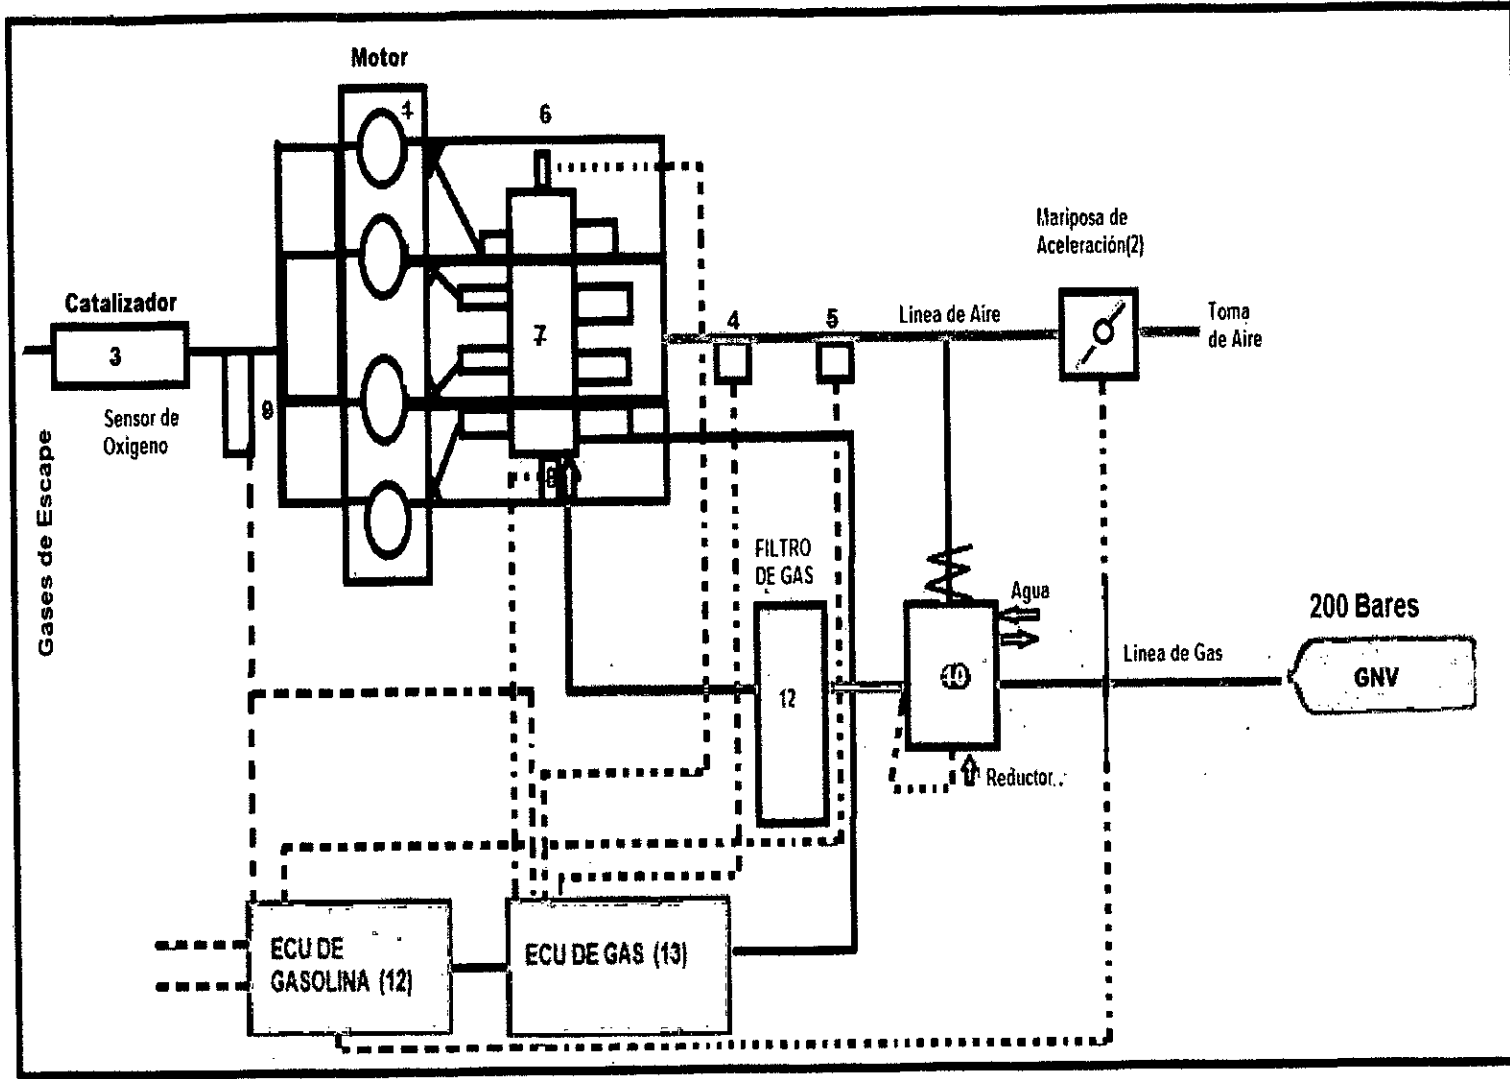 Motor
1
6
Mariposa de
Aceleración(2)
Catalizador
3
7
4
5
Linea de Aire
Toma
de Aire
9
Sensor de
Oxigeno
Gases de Escape
8
FILTRO
DE GAS
12
Agua
10
Linea de Gas
200 Bares
GNV
Reductor
ECU DE
GASOLINA (12)
ECU DE GAS (13)